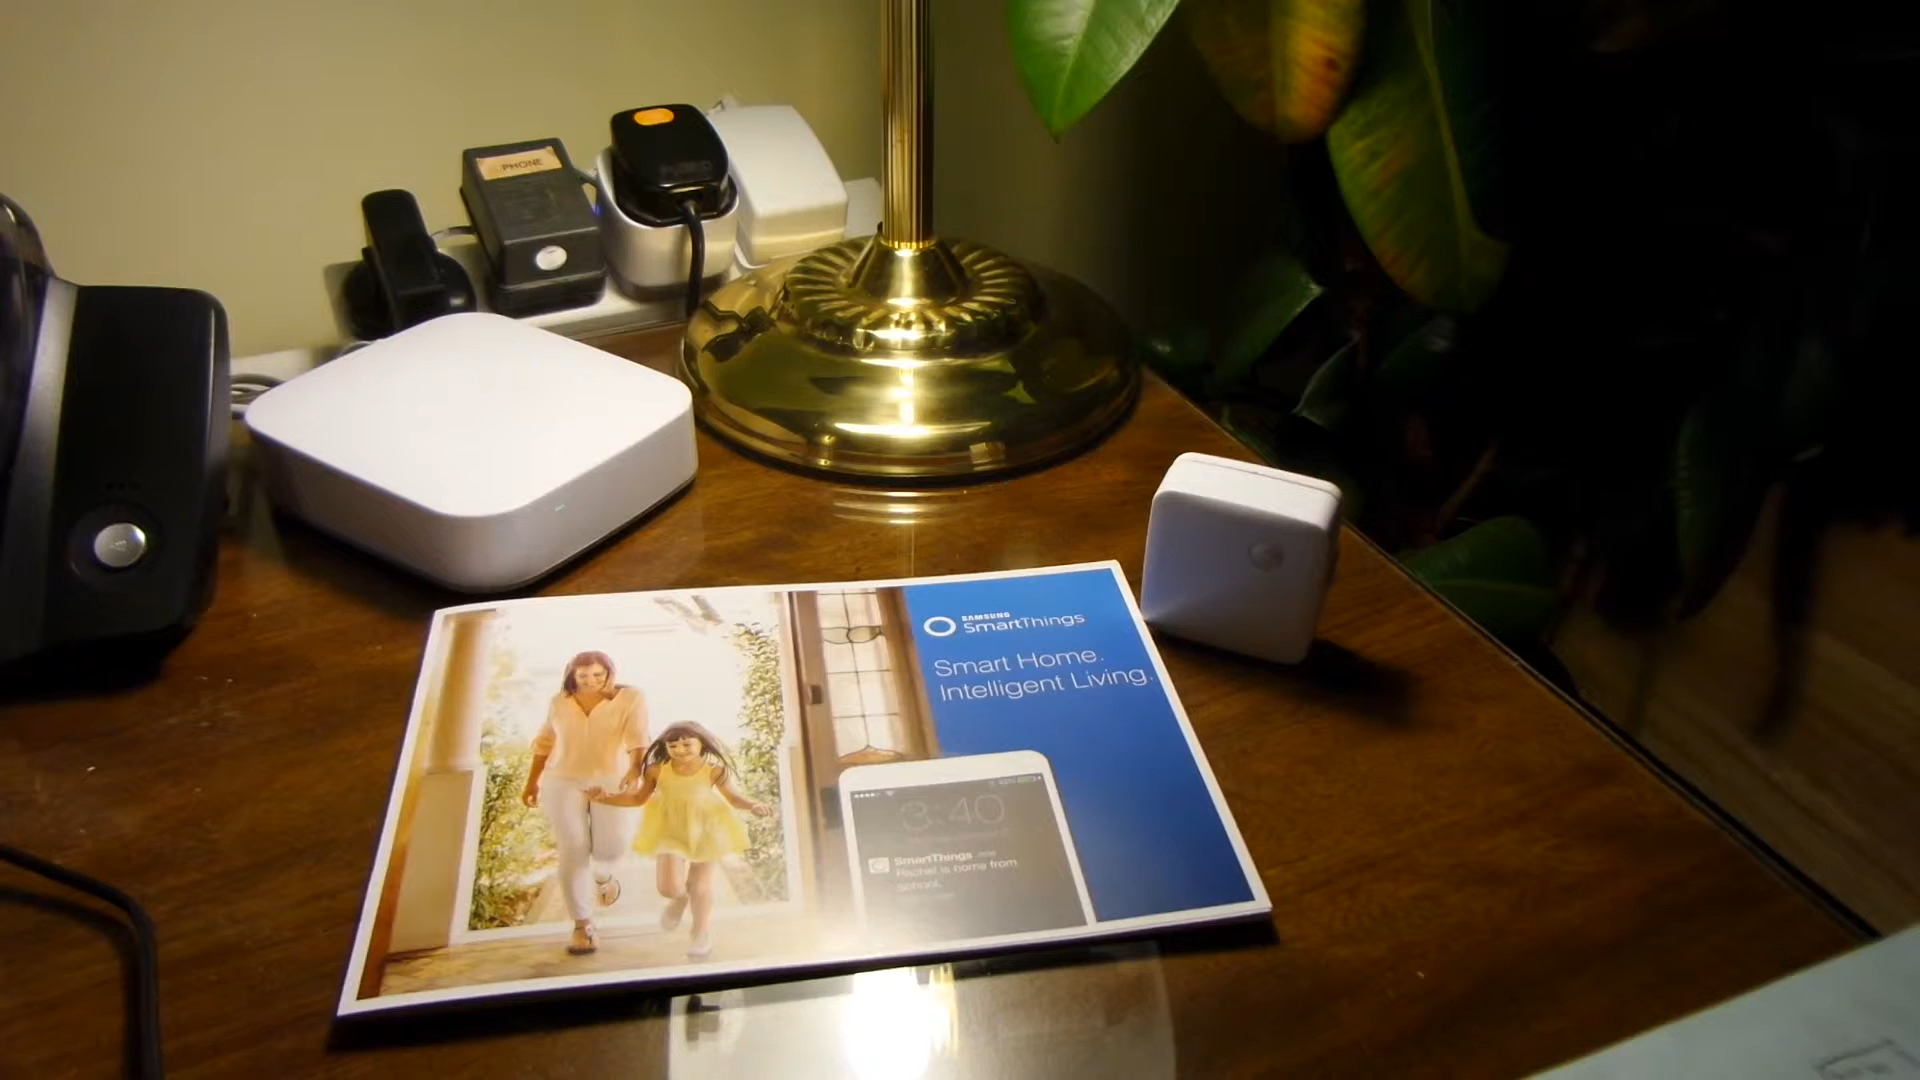 PHONE
SAMSUNG
SmartThings
Smart Home.
Intelligent Living.
3:40
SmartThings
Rachel is home from
school.